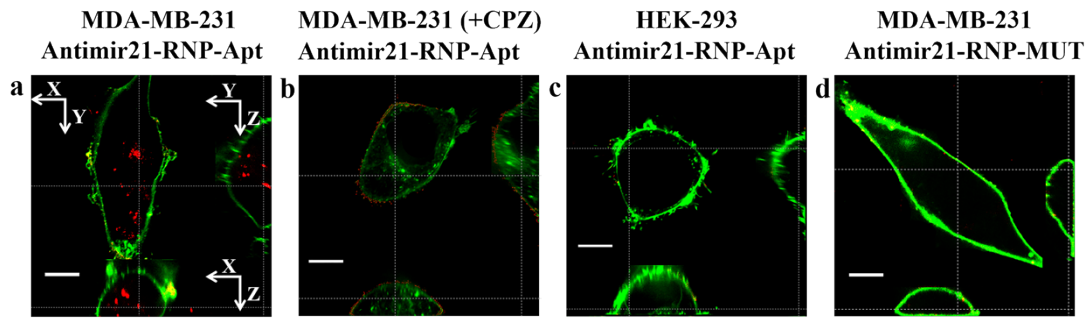 MDA-MB-231
Antimir21-RNP-Apt
MDA-MB-231 (+CPZ)
Antimir21-RNP-Apt
HEK-293
Antimir21-RNP-Apt
MDA-MB-231
Antimir21-RNP-MUT
a
X
Y
Y
Z
X
Z
b
c
d